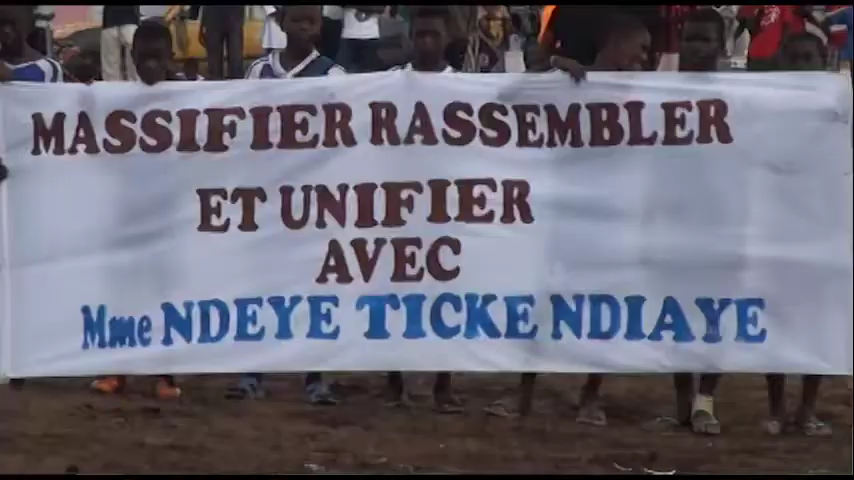 MASSIFIER RASSEMBLER
ET UNIFIER
AVEC
Mme NDEYE TICKE NDIAYE